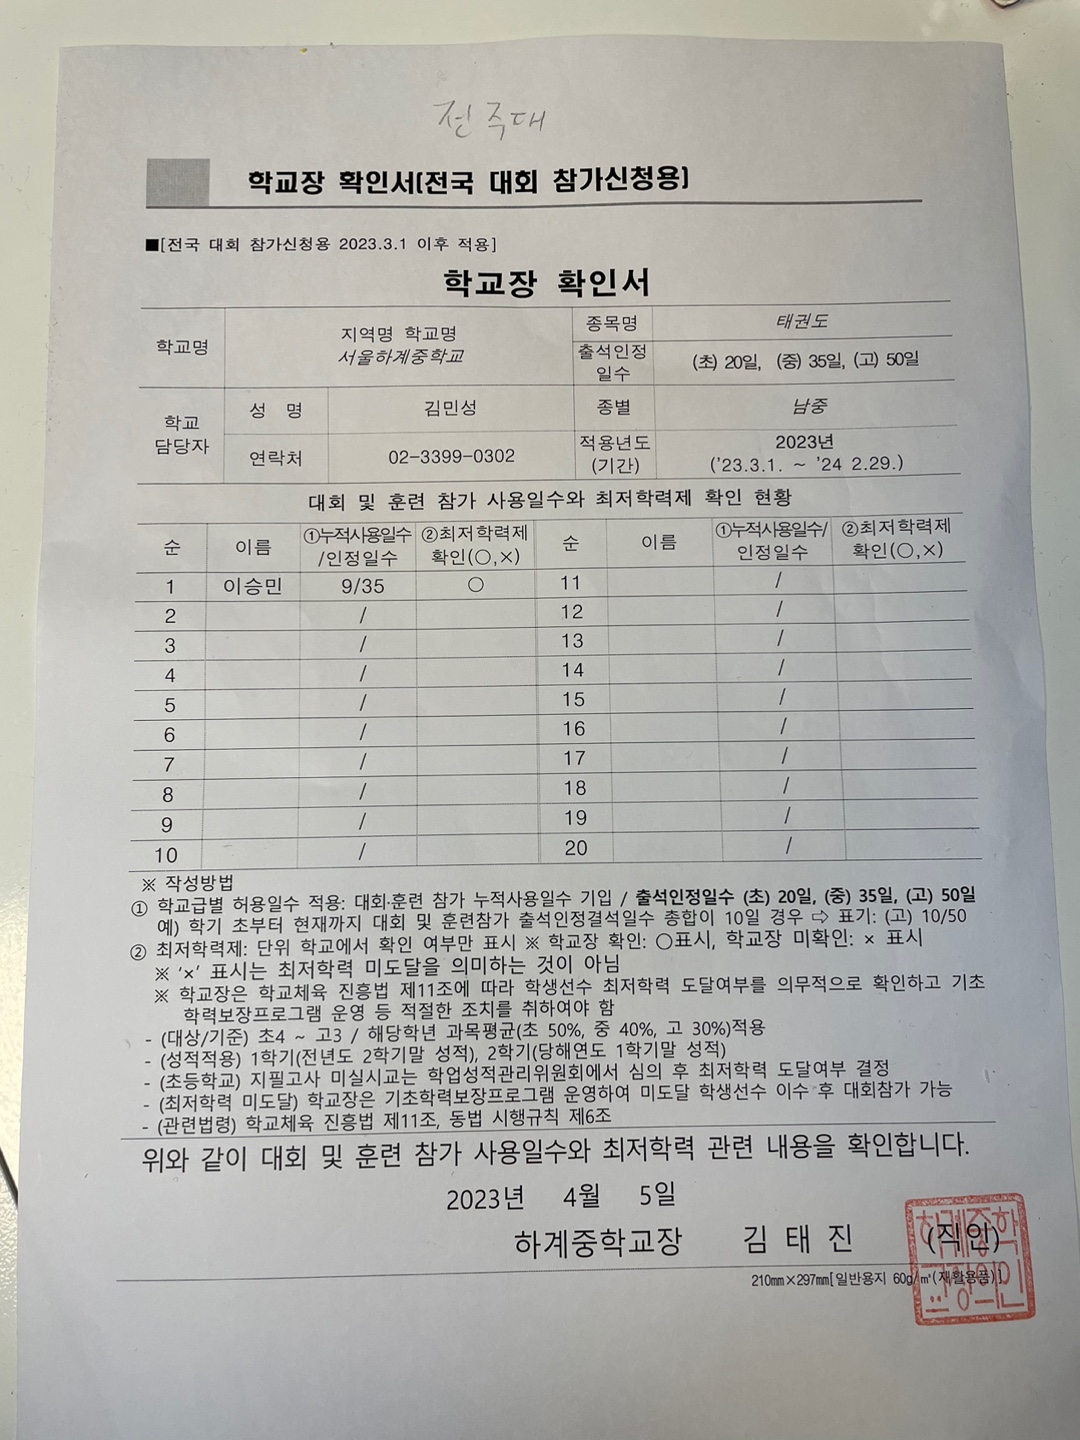 전주대
학교장 확인서(전국 대회 참가신청용)
■[전국 대회 참가신청용 2023.3.1 이후 적용]
학교장 확인서
학교명 지역명 학교명 서울하계중학교 종목명 태권도
출석인정 일수 (초) 20일, (중) 35일, (고) 50일
학교 담당자 성 명 김민성 종별 남중
연락처 02-3399-0302 적용년도 (기간) 2023년 ('23.3.1. ~ '24 2.29.)
대회 및 훈련 참가 사용일수와 최저학력제 확인 현황
순 이름 ①누적사용일수 /인정일수 ②최저학력제 확인(○,×) 순 이름 ①누적사용일수/ 인정일수 ②최저학력제 확인(○,×)
1 이승민 9/35 ○ 11 /
2 / 12 /
3 / 13 /
4 / 14 /
5 / 15 /
6 / 16 /
7 / 17 /
8 / 18 /
9 / 19 /
10 / 20 /
※ 작성방법
① 학교급별 허용일수 적용: 대회·훈련 참가 누적사용일수 기입 / 출석인정일수 (초) 20일, (중) 35일, (고) 50일
예) 학기 초부터 현재까지 대회 및 훈련참가 출석인정결석일수 총합이 10일 경우 ⇨ 표기: (고) 10/50
② 최저학력제: 단위 학교에서 확인 여부만 표시 ※ 학교장 확인: ○표시, 학교장 미확인: × 표시
※ ‘×’ 표시는 최저학력 미도달을 의미하는 것이 아님
※ 학교장은 학교체육 진흥법 제11조에 따라 학생선수 최저학력 도달여부를 의무적으로 확인하고 기초
학력보장프로그램 운영 등 적절한 조치를 취하여야 함
- (대상/기준) 초4 ~ 고3 / 해당학년 과목평균(초 50%, 중 40%, 고 30%)적용
- (성적적용) 1학기(전년도 2학기말 성적), 2학기(당해연도 1학기말 성적)
- (초등학교) 지필고사 미실시교는 학업성적관리위원회에서 심의 후 최저학력 도달여부 결정
- (최저학력 미도달) 학교장은 기초학력보장프로그램 운영하여 미도달 학생선수 이수 후 대회참가 가능
- (관련법령) 학교체육 진흥법 제11조, 동법 시행규칙 제6조
위와 같이 대회 및 훈련 참가 사용일수와 최저학력 관련 내용을 확인합니다.
2023년 4월 5일
하계중학교장 김 태 진 (직인)
하계중학
교장의인
210㎜×297㎜[일반용지 60g/㎡(재활용품)]